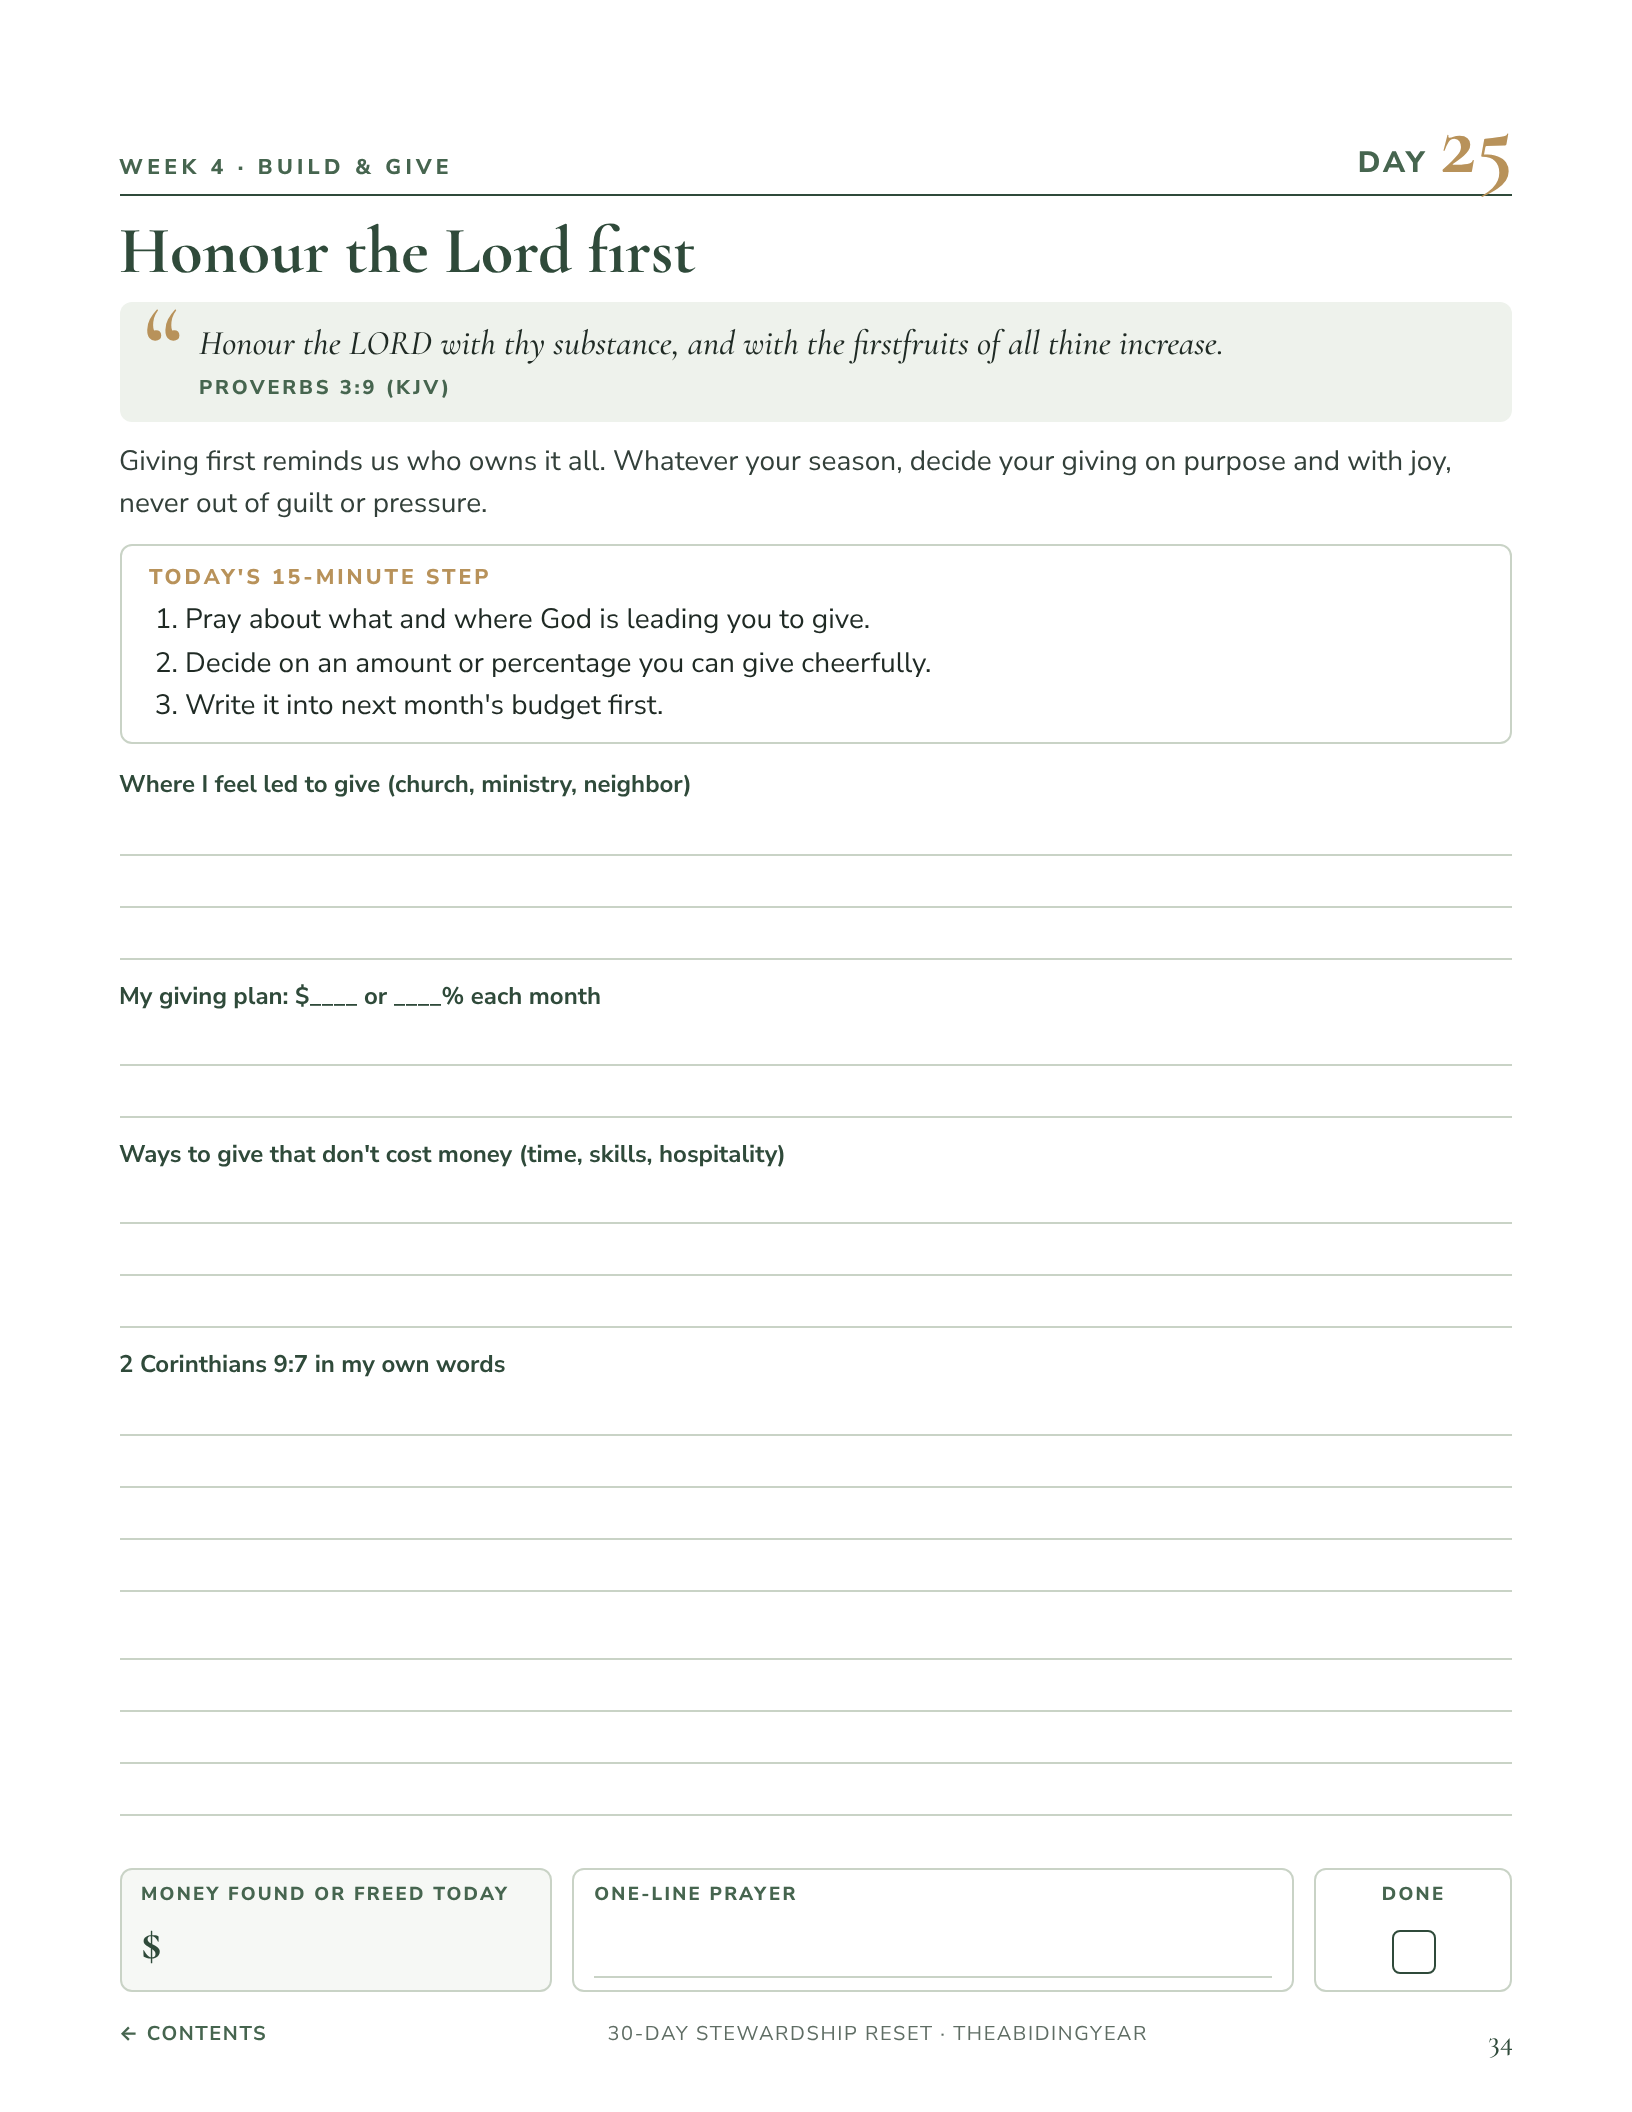 WEEK 4 · BUILD & GIVE
DAY 25
Honour the Lord first
“Honour the LORD with thy substance, and with the firstfruits of all thine increase.
PROVERBS 3:9 (KJV)
Giving first reminds us who owns it all. Whatever your season, decide your giving on purpose and with joy,
never out of guilt or pressure.
TODAY'S 15-MINUTE STEP
1. Pray about what and where God is leading you to give.
2. Decide on an amount or percentage you can give cheerfully.
3. Write it into next month's budget first.
Where I feel led to give (church, ministry, neighbor)
My giving plan: $____ or ____% each month
Ways to give that don't cost money (time, skills, hospitality)
2 Corinthians 9:7 in my own words
MONEY FOUND OR FREED TODAY
$
ONE-LINE PRAYER
DONE
← CONTENTS
30-DAY STEWARDSHIP RESET · THEABIDINGYEAR
34